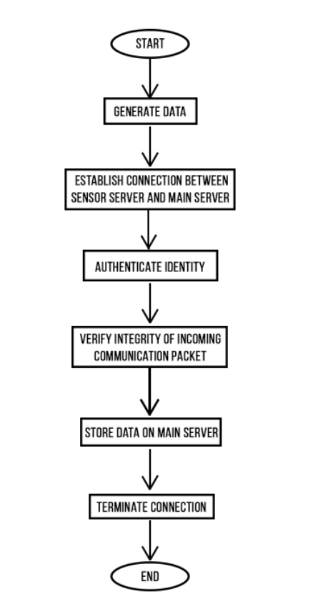 START
GENERATE DATA
ESTABLISH CONNECTION BETWEEN
SENSOR SERVER AND MAIN SERVER
AUTHENTICATE IDENTITY
VERIFY INTEGRITY OF INCOMING
COMMUNICATION PACKET
STORE DATA ON MAIN SERVER
TERMINATE CONNECTION
END